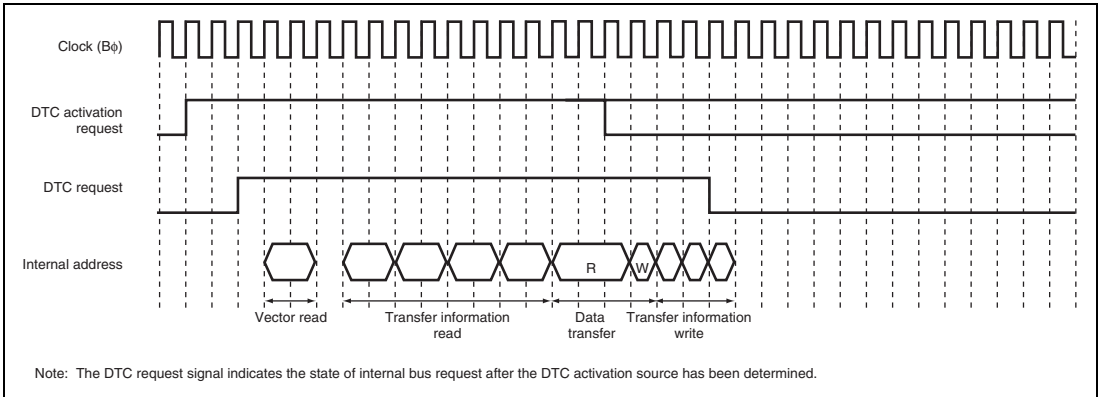 Clock (Bϕ)
DTC activation
request
DTC request
Internal address
R
W
Vector read
Transfer information
read
Data
transfer
Transfer information
write
Note: The DTC request signal indicates the state of internal bus request after the DTC activation source has been determined.